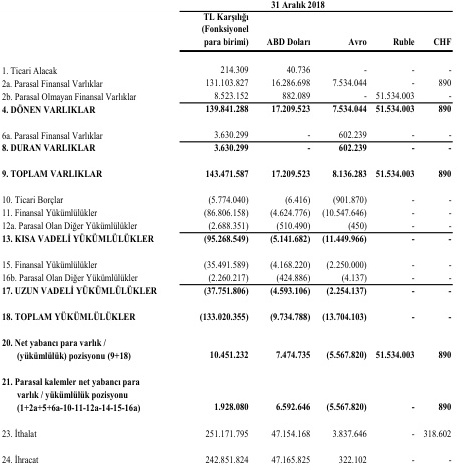 31 Aralık 2018
TL Karşılığı
(Fonksiyonel
para birimi) ABD Doları Avro Ruble CHF
1. Ticari Alacak 214.309 40.736 - - -
2a. Parasal Finansal Varlıklar 131.103.827 16.286.698 7.534.044 - 890
2b. Parasal Olmayan Finansal Varlıklar 8.523.152 882.089 - 51.534.003 -
4. DÖNEN VARLIKLAR 139.841.288 17.209.523 7.534.044 51.534.003 890
6a. Parasal Finansal Varlıklar 3.630.299 - 602.239 - -
8. DURAN VARLIKLAR 3.630.299 - 602.239 - -
9. TOPLAM VARLIKLAR 143.471.587 17.209.523 8.136.283 51.534.003 890
10. Ticari Borçlar (5.774.040) (6.416) (901.870) - -
11. Finansal Yükümlülükler (86.806.158) (4.624.776) (10.547.646) - -
12a. Parasal Olan Diğer Yükümlülükler (2.688.351) (510.490) (450) - -
13. KISA VADELİ YÜKÜMLÜLÜKLER (95.268.549) (5.141.682) (11.449.966) - -
15. Finansal Yükümlülükler (35.491.589) (4.168.220) (2.250.000) - -
16b. Parasal Olan Diğer Yükümlülükler (2.260.217) (424.886) (4.137) - -
17. UZUN VADELİ YÜKÜMLÜLÜKLER (37.751.806) (4.593.106) (2.254.137) - -
18. TOPLAM YÜKÜMLÜLÜKLER (133.020.355) (9.734.788) (13.704.103) - -
20. Net yabancı para varlık /
(yükümlülük) pozisyonu (9+18) 10.451.232 7.474.735 (5.567.820) 51.534.003 890
21. Parasal kalemler net yabancı para
varlık / yükümlülük pozisyonu
(1+2a+5+6a-10-11-12a-14-15-16a) 1.928.080 6.592.646 (5.567.820) - 890
23. İthalat 251.171.795 47.154.168 3.837.646 - 318.602
24. İhracat 242.851.824 47.165.825 322.102 - -